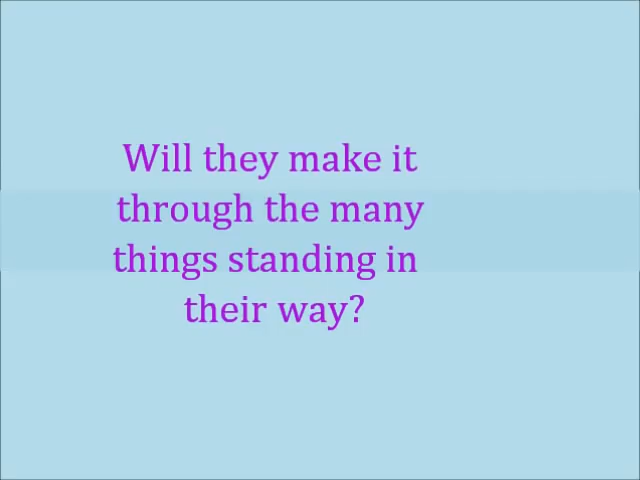 Will they make it
through the many
things standing in
their way?